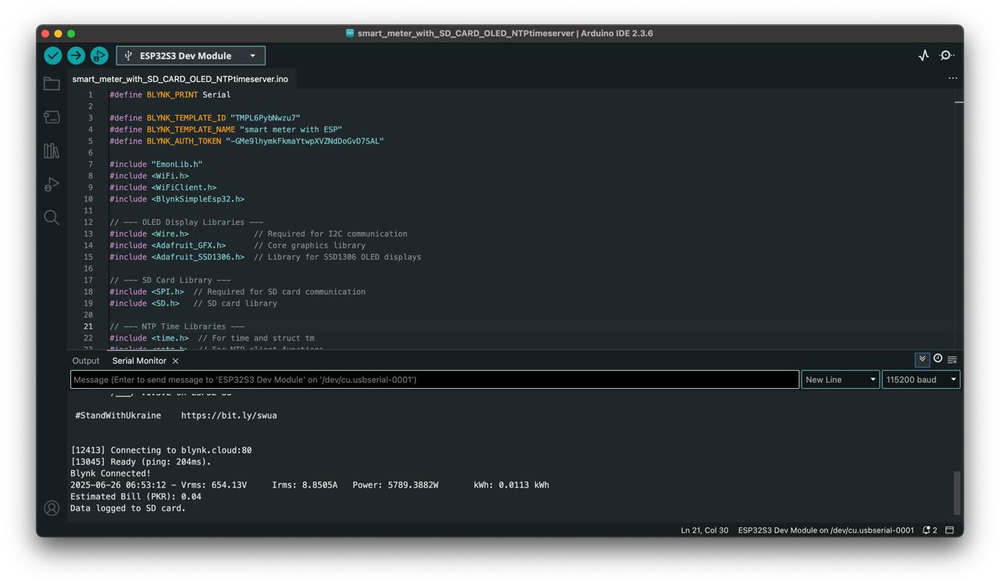 smart_meter_with_SD_CARD_OLED_NTPtimeserver | Arduino IDE 2.3.6
ESP32S3 Dev Module
smart_meter_with_SD_CARD_OLED_NTPtimeserver.ino
1 #define BLYNK_PRINT Serial
2
3 #define BLYNK_TEMPLATE_ID "TMPL6PybNwzu7"
4 #define BLYNK_TEMPLATE_NAME "smart meter with ESP"
5 #define BLYNK_AUTH_TOKEN "-GMe9lhymkFkmaYtwpXVZNdDoGvD7SAL"
6
7 #include "EmonLib.h"
8 #include <WiFi.h>
9 #include <WiFiClient.h>
10 #include <BlynkSimpleEsp32.h>
11
12 // --- OLED Display Libraries ---
13 #include <Wire.h> // Required for I2C communication
14 #include <Adafruit_GFX.h> // Core graphics library
15 #include <Adafruit_SSD1306.h> // Library for SSD1306 OLED displays
16
17 // --- SD Card Library ---
18 #include <SPI.h> // Required for SD card communication
19 #include <SD.h> // SD card library
20
21 // --- NTP Time Libraries ---
22 #include <time.h> // For time and struct tm
Output Serial Monitor
Message (Enter to send message to 'ESP32S3 Dev Module' on '/dev/cu.usbserial-0001') New Line 115200 baud
#StandWithUkraine https://bit.ly/swua
[12413] Connecting to blynk.cloud:80
[13045] Ready (ping: 204ms).
Blynk Connected!
2025-06-26 06:53:12 - Vrms: 654.13V Irms: 8.8505A Power: 5789.3882W kWh: 0.0113 kWh
Estimated Bill (PKR): 0.04
Data logged to SD card.
Ln 21, Col 30 ESP32S3 Dev Module on /dev/cu.usbserial-0001 2